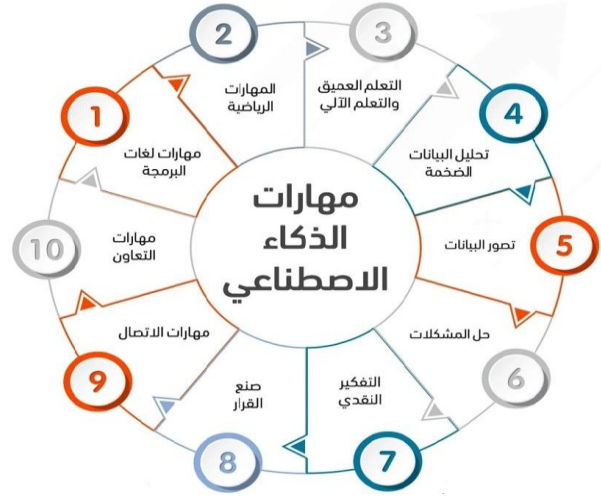 مهارات
الذكاء
الاصطناعي
1
مهارات لغات
البرمجة
2
المهارات
الرياضية
3
التعلم العميق
والتعلم الآلي
4
تحليل البيانات
الضخمة
5
تصور البيانات
6
حل المشكلات
7
التفكير
النقدي
8
صنع
القرار
9
مهارات الاتصال
10
مهارات
التعاون